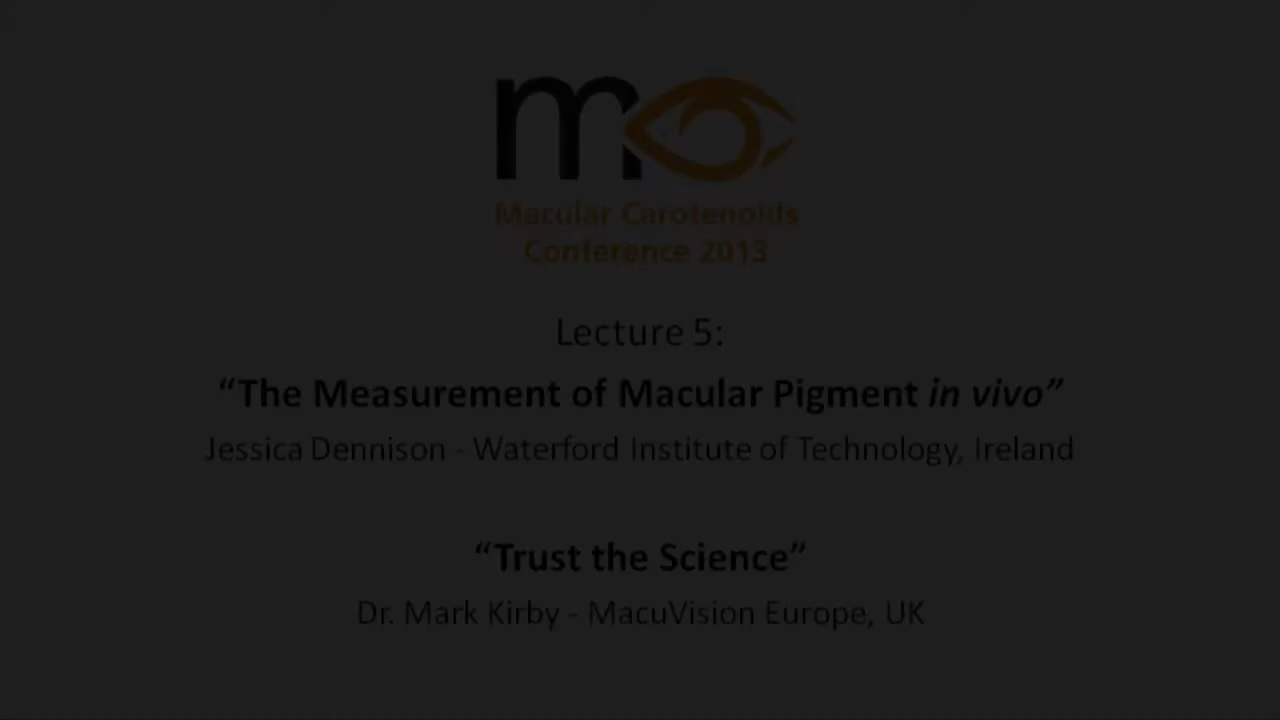 m
Macular Carotenoids
Conference 2013
Lecture 5:
“The Measurement of Macular Pigment in vivo”
Jessica Dennison - Waterford Institute of Technology, Ireland
“Trust the Science”
Dr. Mark Kirby - MacuVision Europe, UK